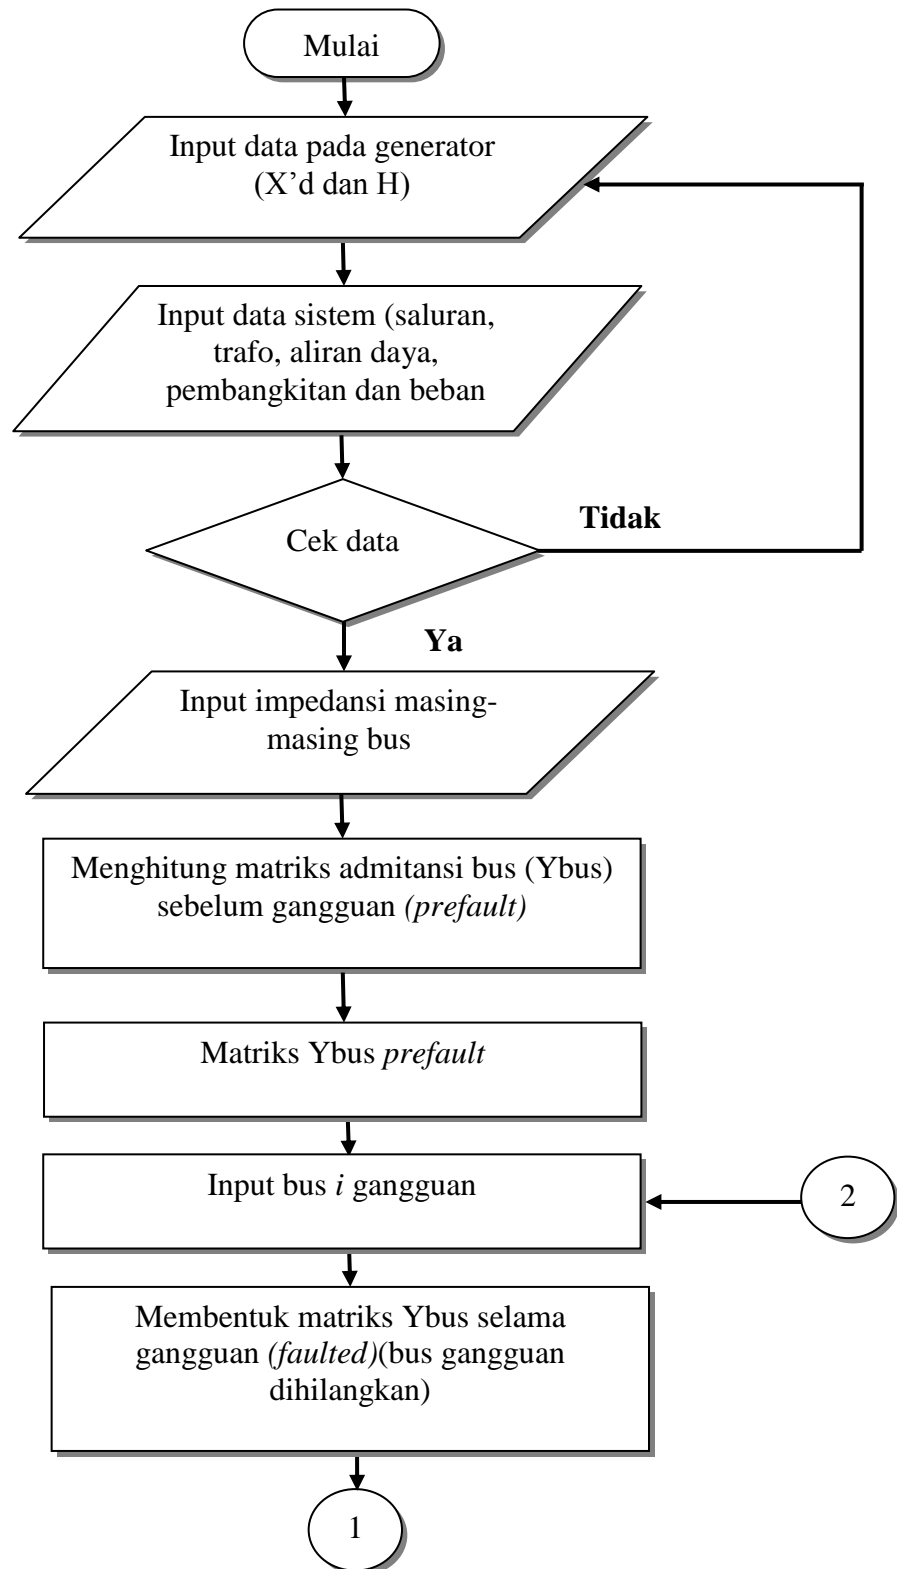 Mulai
Input data pada generator
(X’d dan H)
Input data sistem (saluran,
trafo, aliran daya,
pembangkitan dan beban
Cek data
Tidak
Ya
Input impedansi masing-
masing bus
Menghitung matriks admitansi bus (Ybus)
sebelum gangguan (prefault)
Matriks Ybus prefault
Input bus i gangguan
2
Membentuk matriks Ybus selama
gangguan (faulted)(bus gangguan
dihilangkan)
1